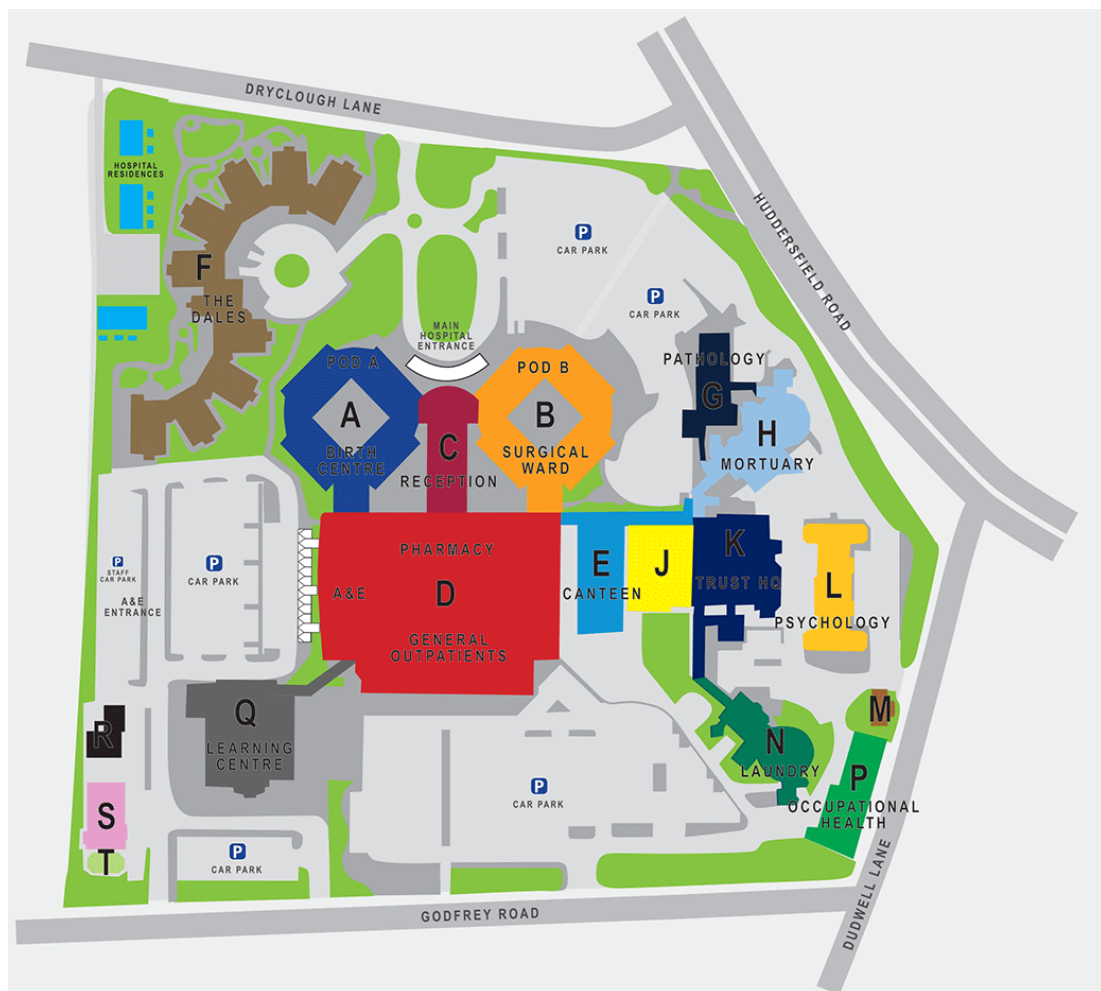 DRYCLOUGH LANE
HOSPITAL
RESIDENCES
HUDDERSFIELD ROAD
P
CAR PARK
F
THE
DALES
P
CAR PARK
MAIN
HOSPITAL
ENTRANCE
POD A
POD B
PATHOLOGY
G
A
B
H
BIRTH
CENTRE
C
RECEPTION
SURGICAL
WARD
MORTUARY
P
STAFF
CAR PARK
P
CAR PARK
A&E
ENTRANCE
PHARMACY
A&E
D
GENERAL
OUTPATIENTS
E
CANTEEN
J
K
TRUST HQ
L
PSYCHOLOGY
R
Q
LEARNING
CENTRE
M
N
LAUNDRY
P
OCCUPATIONAL
HEALTH
P
CAR PARK
S
T
P
CAR PARK
GODFREY ROAD
DUDWELL LANE